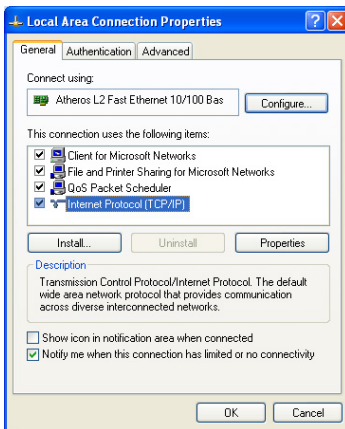 Local Area Connection Properties
General Authentication Advanced
Connect using:
Atheros L2 Fast Ethernet 10/100 Bas Configure...
This connection uses the following items:
Client for Microsoft Networks
File and Printer Sharing for Microsoft Networks
QoS Packet Scheduler
Internet Protocol (TCP/IP)
Install... Uninstall Properties
Description
Transmission Control Protocol/Internet Protocol. The default
wide area network protocol that provides communication
across diverse interconnected networks.
Show icon in notification area when connected
Notify me when this connection has limited or no connectivity
OK Cancel